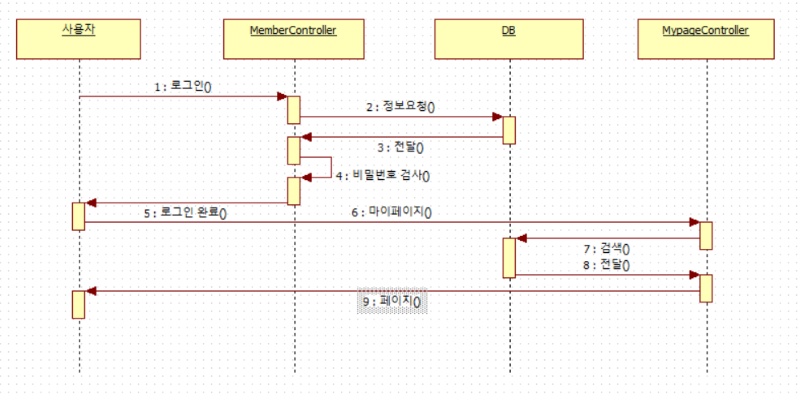 사용자
MemberController
DB
MypageController
1 : 로그인()
2 : 정보요청()
3 : 전달()
4 : 비밀번호 검사()
5 : 로그인 완료()
6 : 마이페이지()
7 : 검색()
8 : 전달()
9 : 페이지()